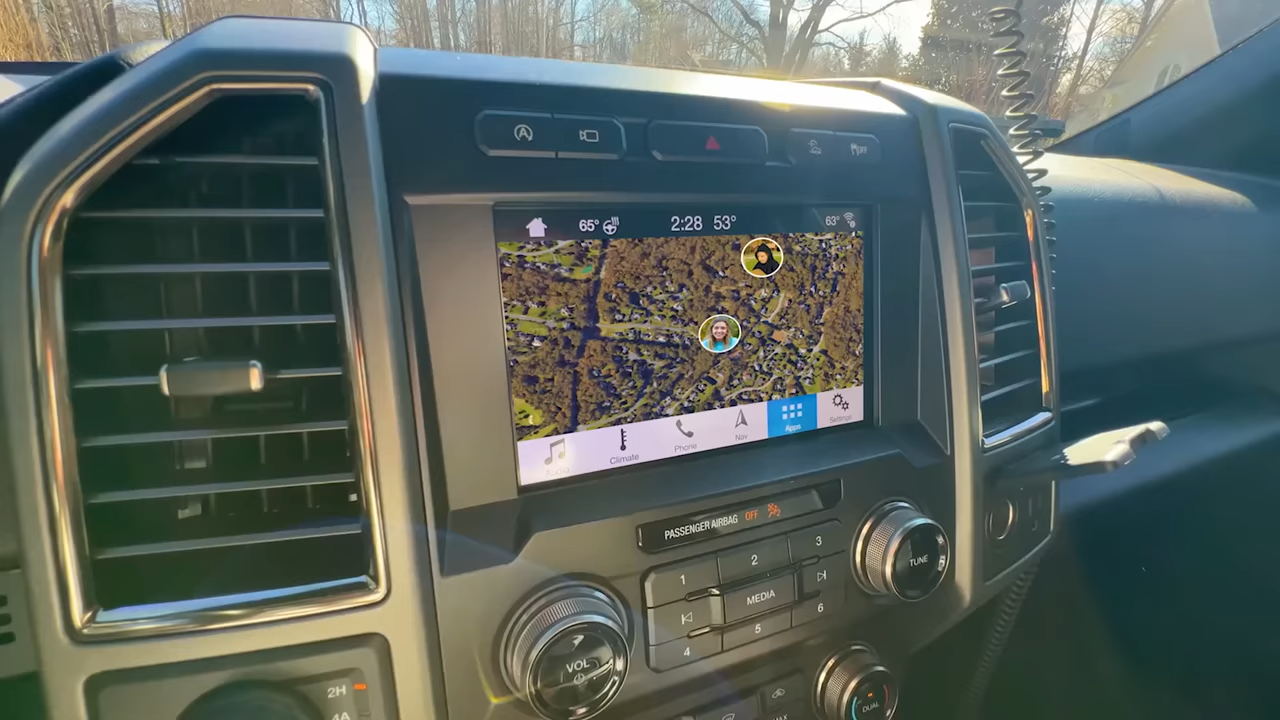 65° 2:28 53° 63°
Audio Climate Phone Nav Apps Settings
PASSENGER AIRBAG OFF
1 2 3
MEDIA
4 5 6
VOL
TUNE
DUAL
2H
4A
OFF
A